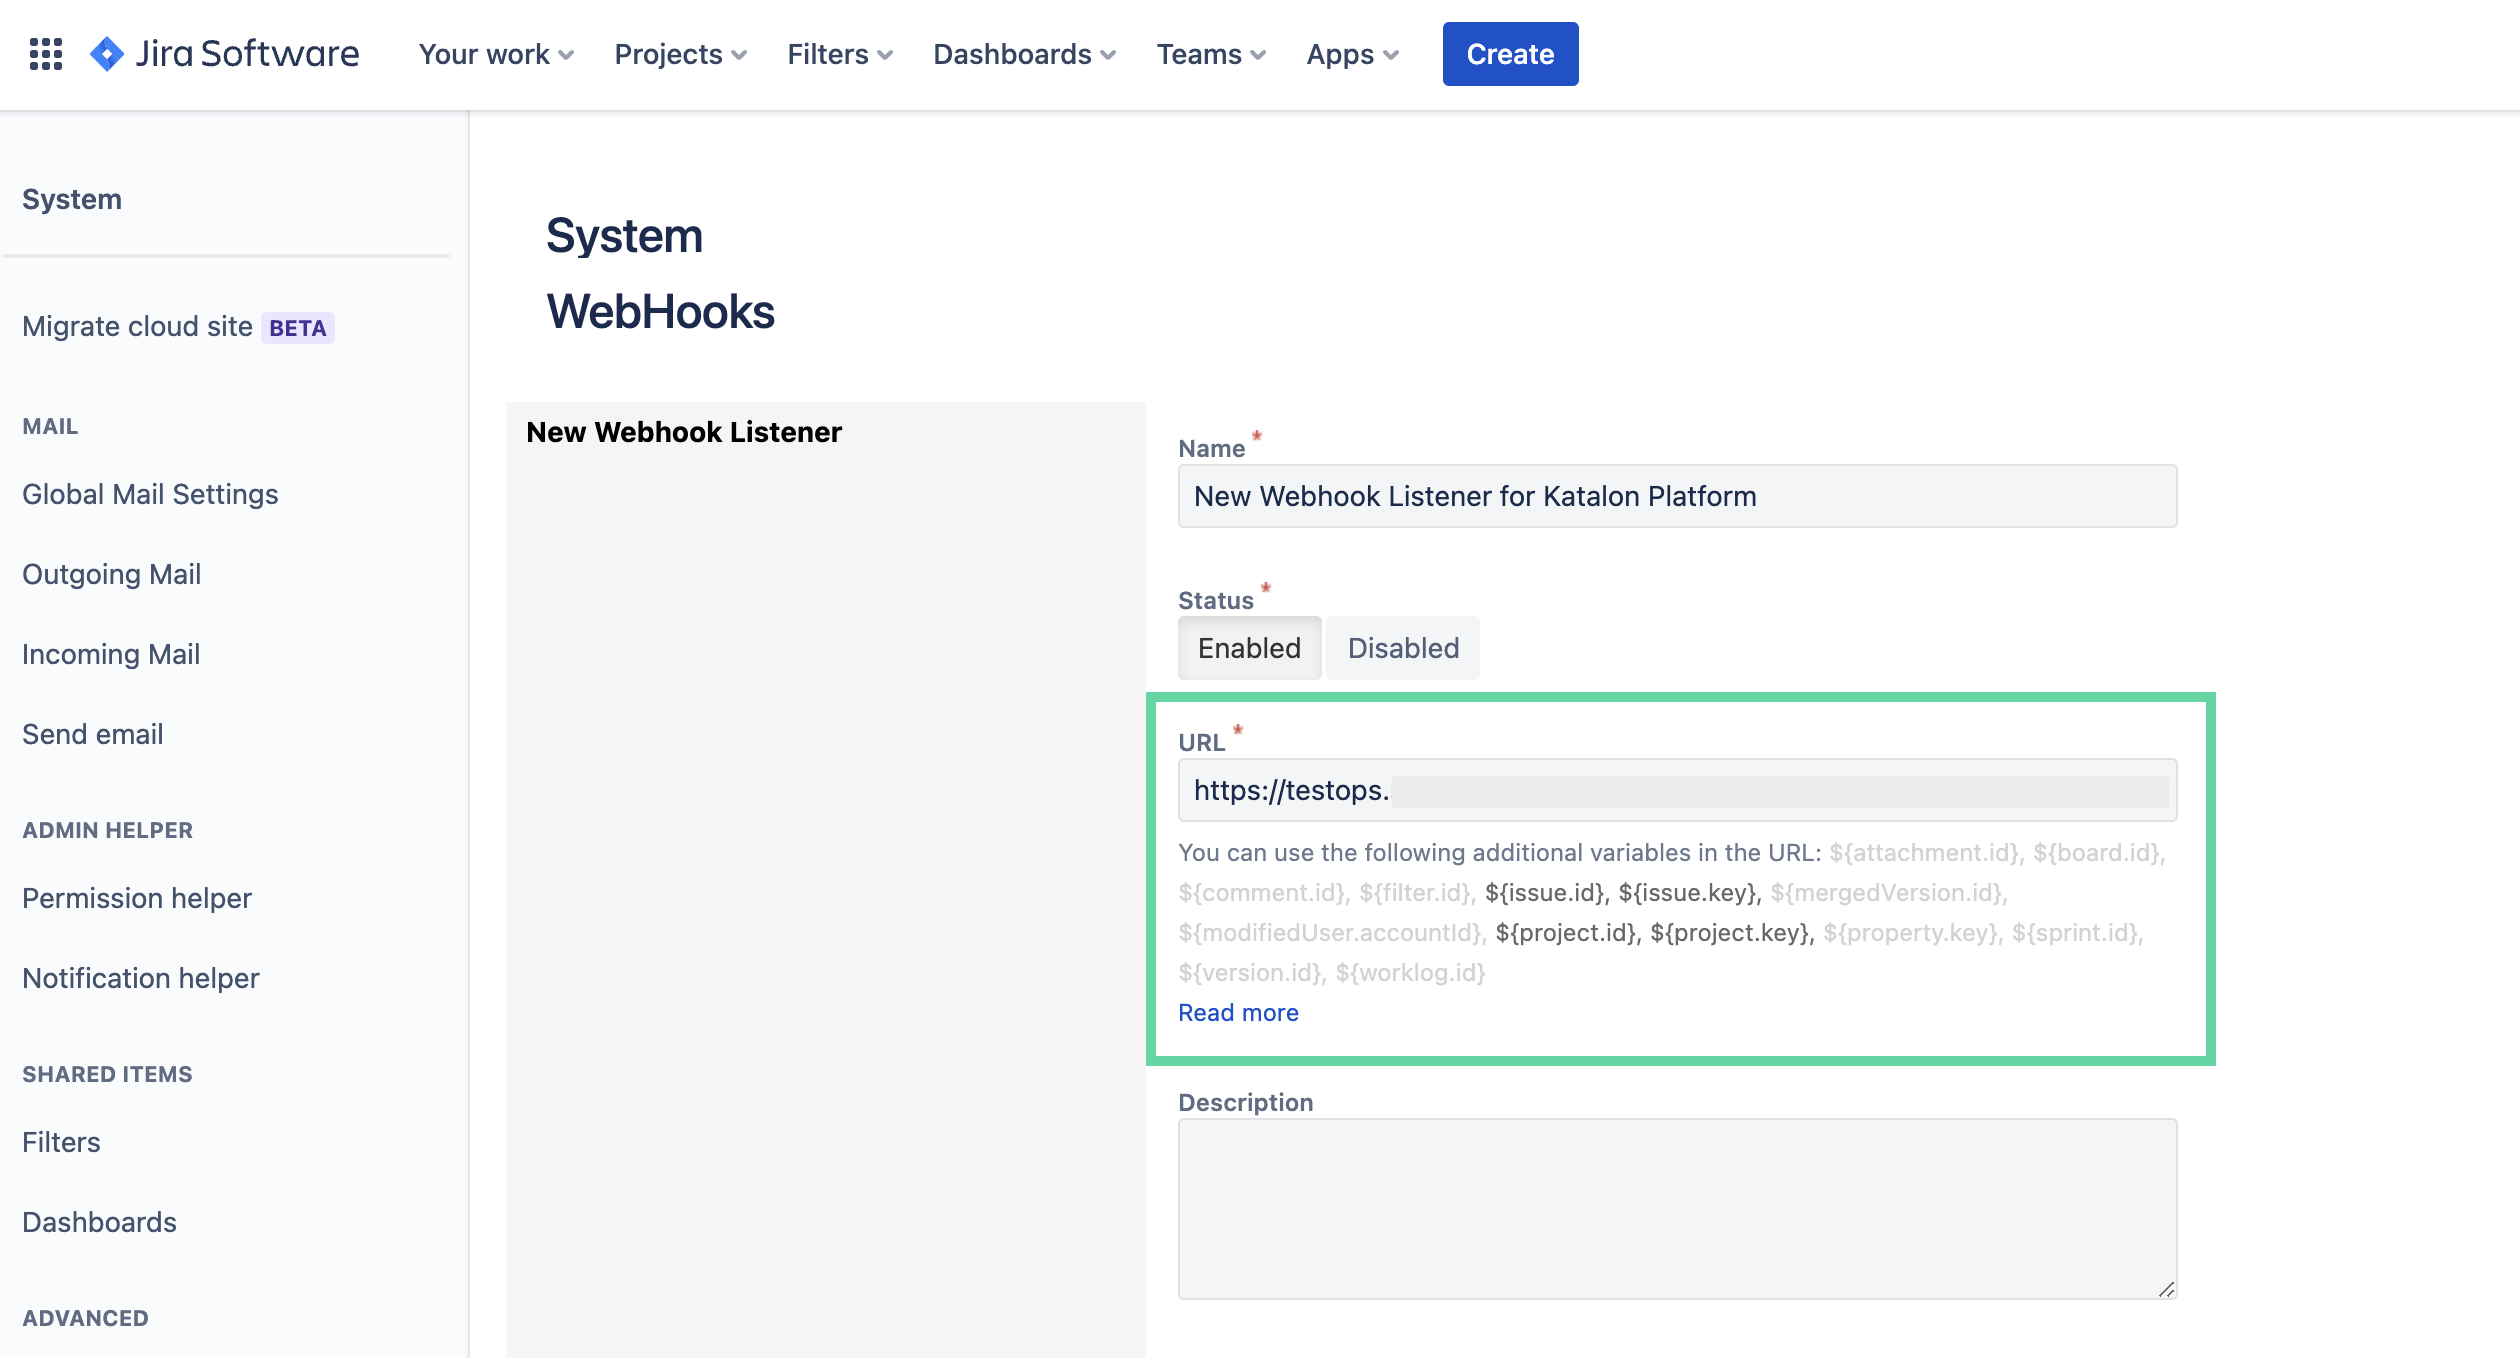 Jira Software Your work Projects Filters Dashboards Teams Apps Create
System
Migrate cloud site BETA
MAIL
Global Mail Settings
Outgoing Mail
Incoming Mail
Send email
ADMIN HELPER
Permission helper
Notification helper
SHARED ITEMS
Filters
Dashboards
ADVANCED
System
WebHooks
New Webhook Listener
Name *
New Webhook Listener for Katalon Platform
Status *
Enabled Disabled
URL *
https://testops.
You can use the following additional variables in the URL: ${attachment.id}, ${board.id},
${comment.id}, ${filter.id}, ${issue.id}, ${issue.key}, ${mergedVersion.id},
${modifiedUser.accountId}, ${project.id}, ${project.key}, ${property.key}, ${sprint.id},
${version.id}, ${worklog.id}
Read more
Description